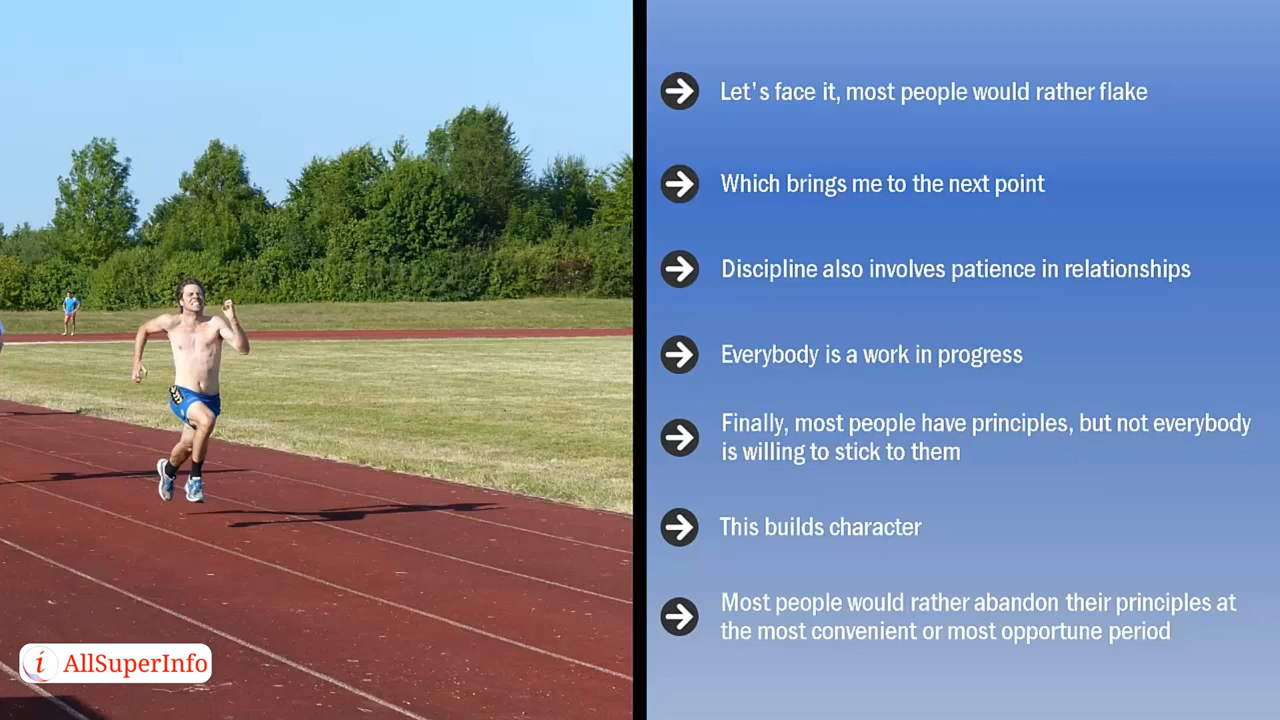 Let's face it, most people would rather flake
Which brings me to the next point
Discipline also involves patience in relationships
Everybody is a work in progress
Finally, most people have principles, but not everybody
is willing to stick to them
This builds character
Most people would rather abandon their principles at
the most convenient or most opportune period
i AllSuperInfo